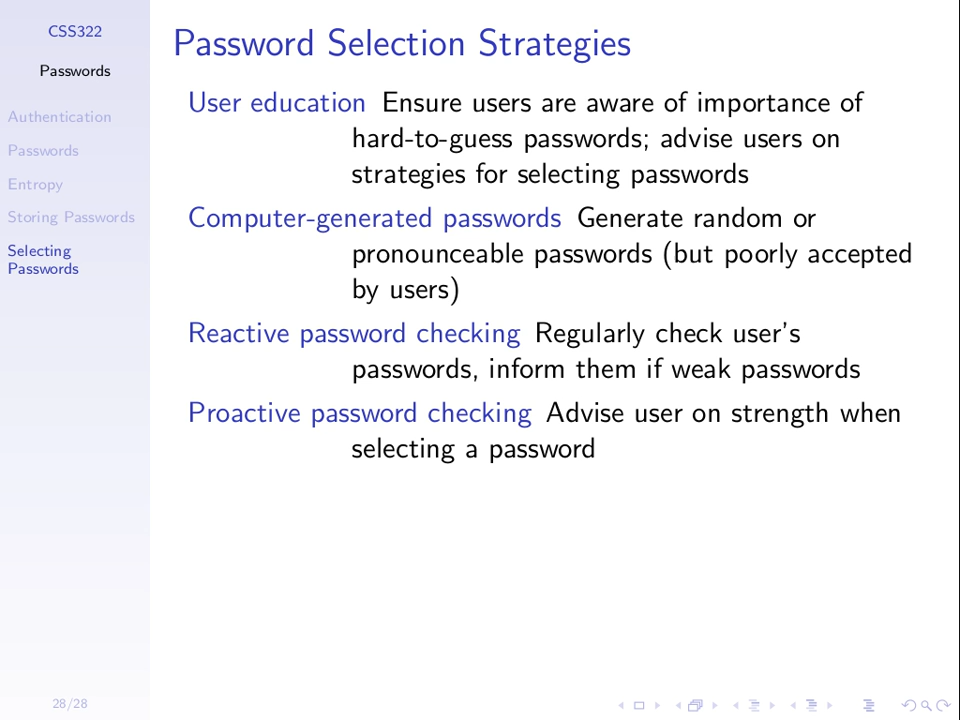 CSS322
Passwords
Authentication
Passwords
Entropy
Storing Passwords
Selecting
Passwords
28/28
Password Selection Strategies
User education Ensure users are aware of importance of
hard-to-guess passwords; advise users on
strategies for selecting passwords
Computer-generated passwords Generate random or
pronounceable passwords (but poorly accepted
by users)
Reactive password checking Regularly check user's
passwords, inform them if weak passwords
Proactive password checking Advise user on strength when
selecting a password